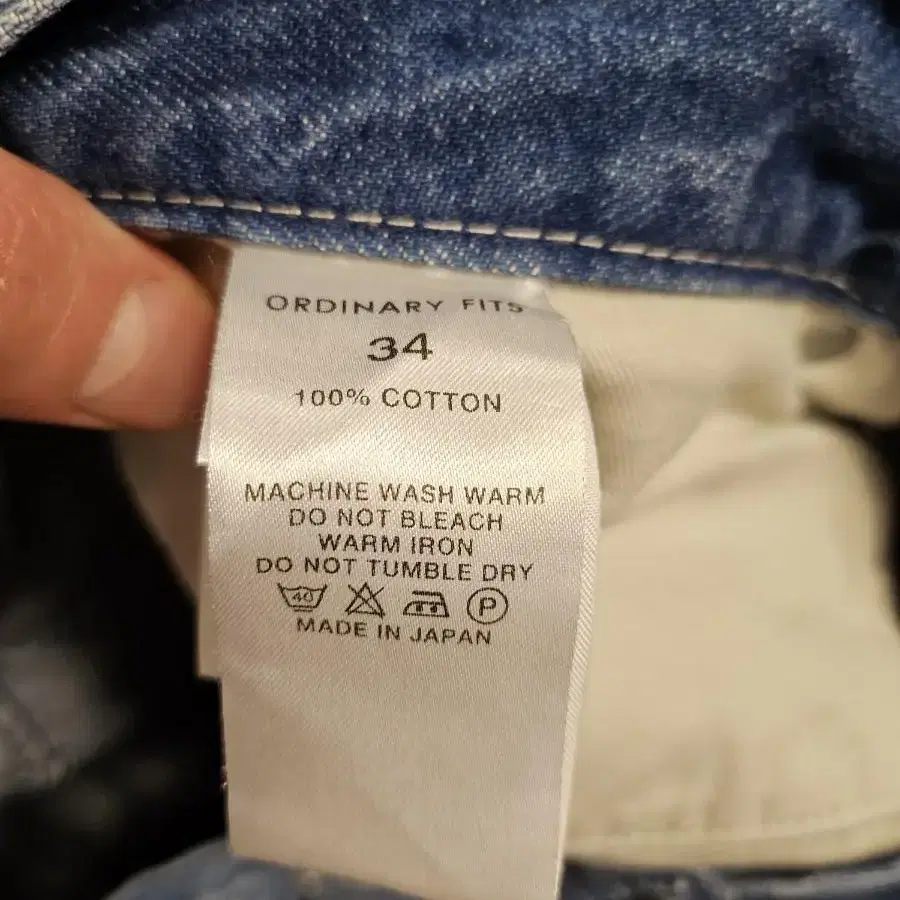 ORDINARY FITS
34
100% COTTON
MACHINE WASH WARM
DO NOT BLEACH
WARM IRON
DO NOT TUMBLE DRY
40 P
MADE IN JAPAN